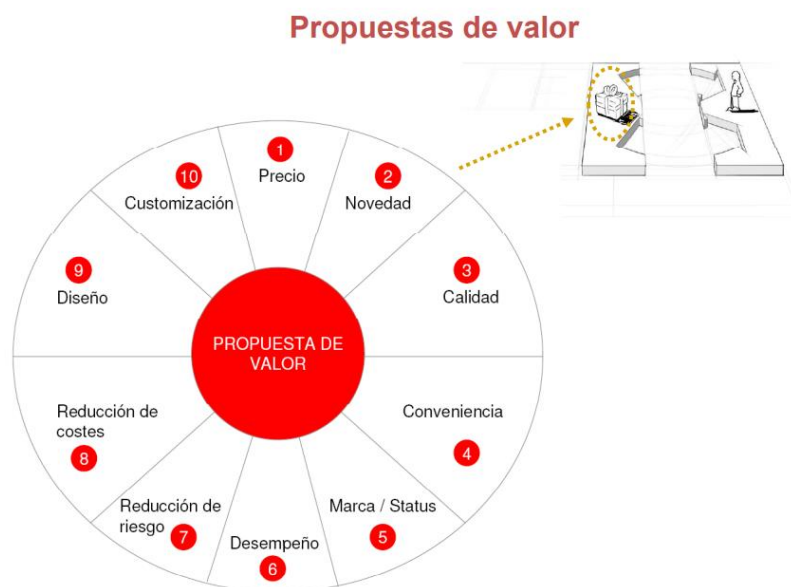 Propuestas de valor
1
Precio
2
Novedad
3
Calidad
Conveniencia
4
Marca / Status
5
Desempeño
6
Reducción de
riesgo
7
Reducción de
costes
8
9
Diseño
10
Customización
PROPUESTA DE
VALOR